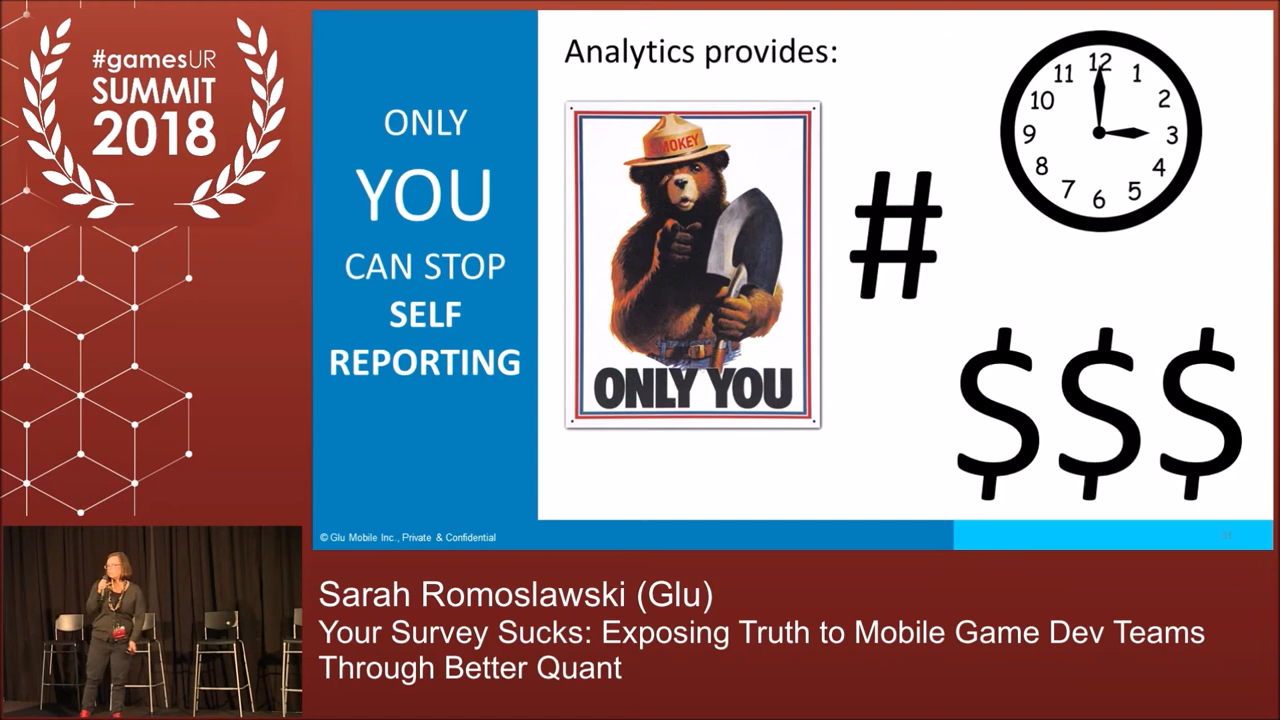 #gamesUR
SUMMIT
2018
ONLY
YOU
CAN STOP
SELF
REPORTING
Analytics provides:
SMOKEY
ONLY YOU
#
12
1
2
3
4
5
6
7
8
9
10
11
$$$
© Glu Mobile Inc., Private & Confidential
Sarah Romoslawski (Glu)
Your Survey Sucks: Exposing Truth to Mobile Game Dev Teams
Through Better Quant